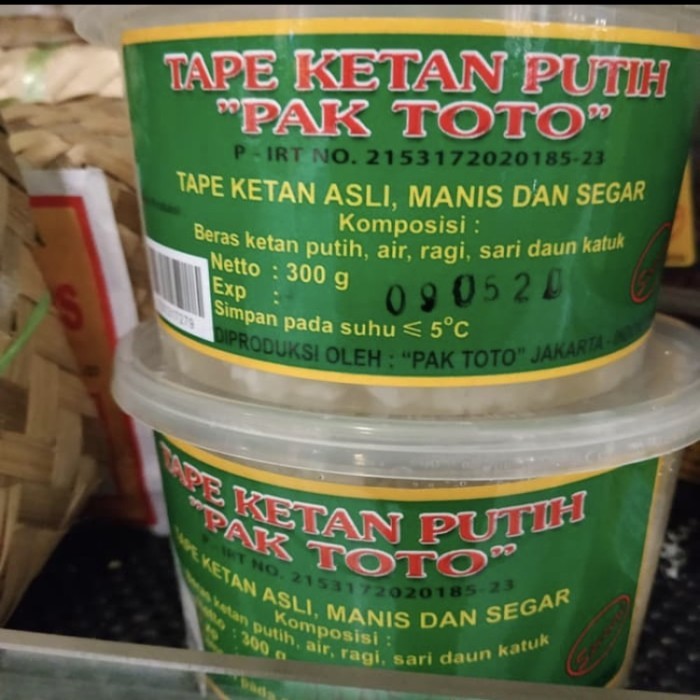 TAPE KETAN PUTIH
"PAK TOTO"
P - IRT NO. 2153172020185-23
TAPE KETAN ASLI, MANIS DAN SEGAR
Komposisi :
Beras ketan putih, air, ragi, sari daun katuk
Netto : 300 g
Exp : 090520
Simpan pada suhu ≤ 5°C
DIPRODUKSI OLEH : "PAK TOTO" JAKARTA -
TAPE KETAN PUTIH
"PAK TOTO"
P - IRT NO. 2153172020185-23
TAPE KETAN ASLI, MANIS DAN SEGAR
Komposisi :
Beras ketan putih, air, ragi, sari daun katuk
Netto : 300 g